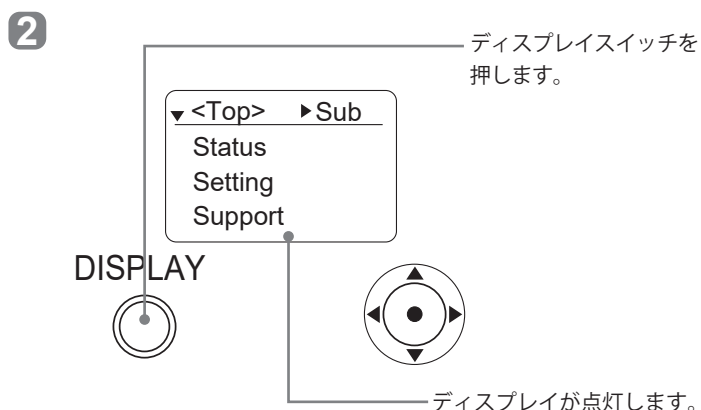 2
ディスプレイスイッチを
押します。
<Top> Sub
Status
Setting
Support
DISPLAY
ディスプレイが点灯します。